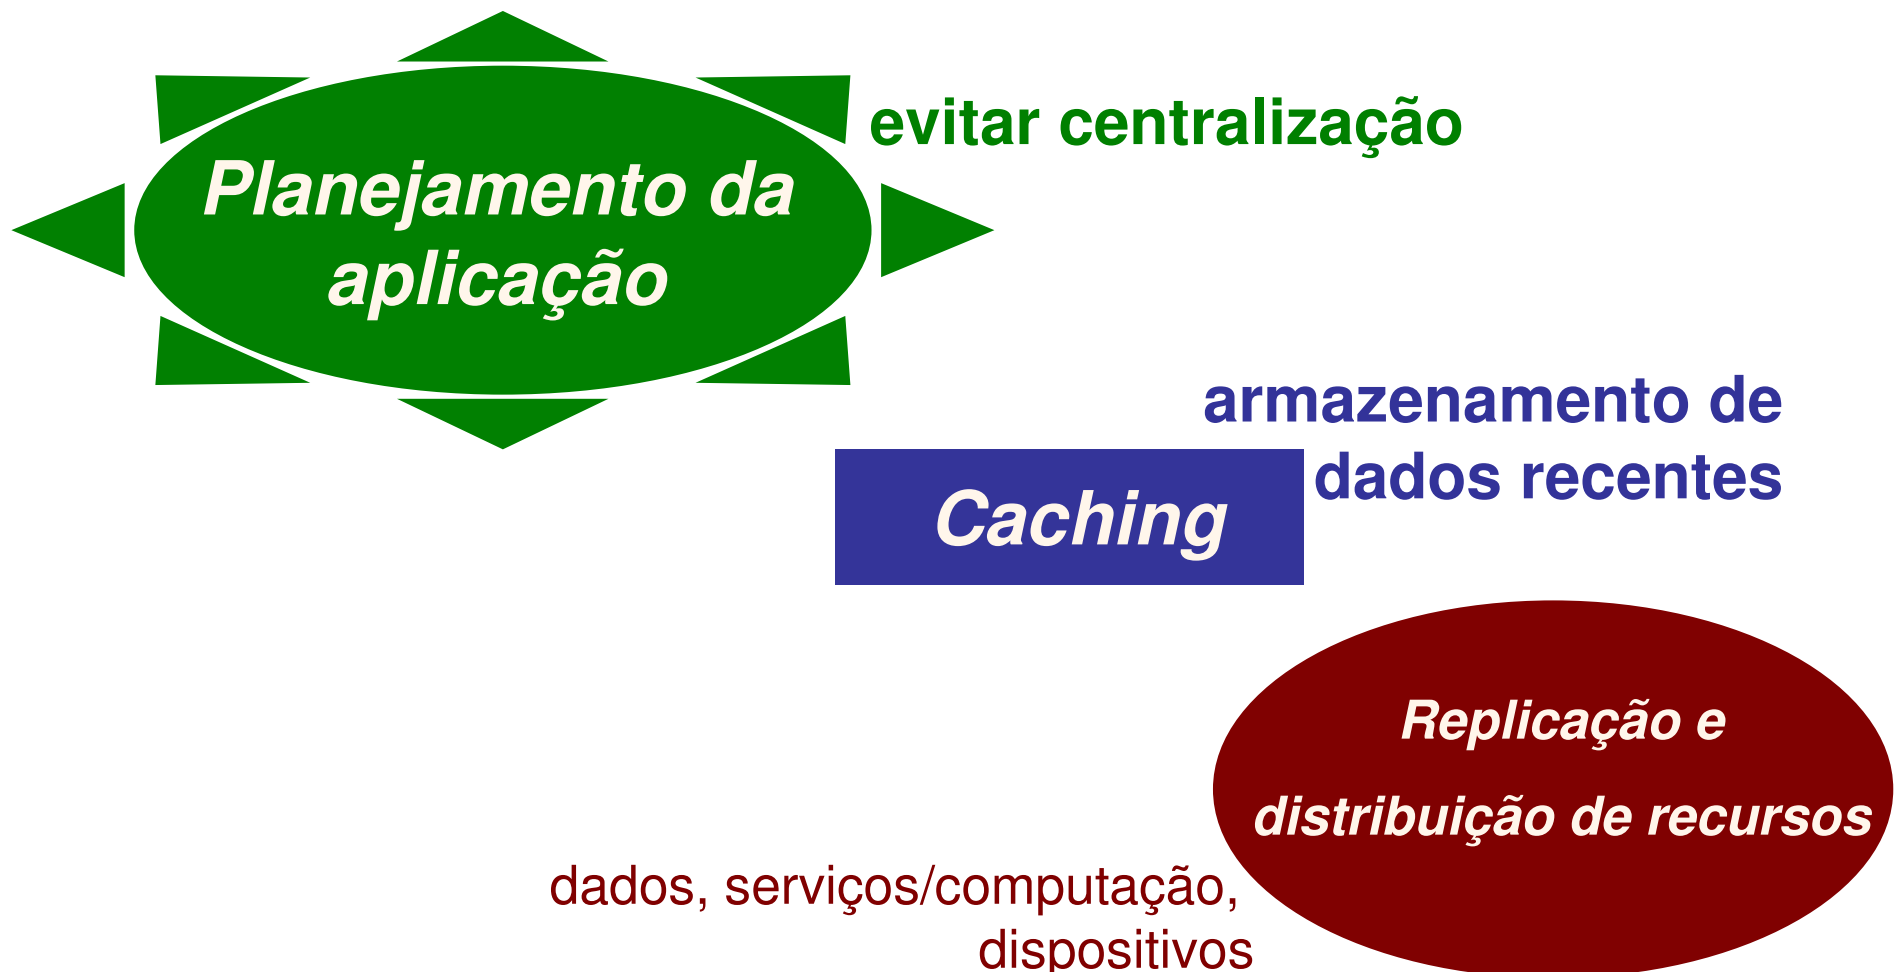 evitar centralização
Planejamento da
aplicação
armazenamento de
dados recentes
Caching
Replicação e
distribuição de recursos
dados, serviços/computação,
dispositivos